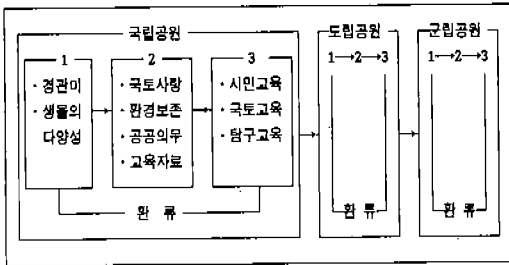 국립공원
1
· 경관미
· 생물의
다양성
2
· 국토사랑
· 환경보존
· 공공의무
· 교육자료
3
· 시민교육
· 국토교육
· 탐구교육
환 류
도립공원
1→2→3
환 류
군립공원
1→2→3
환 류